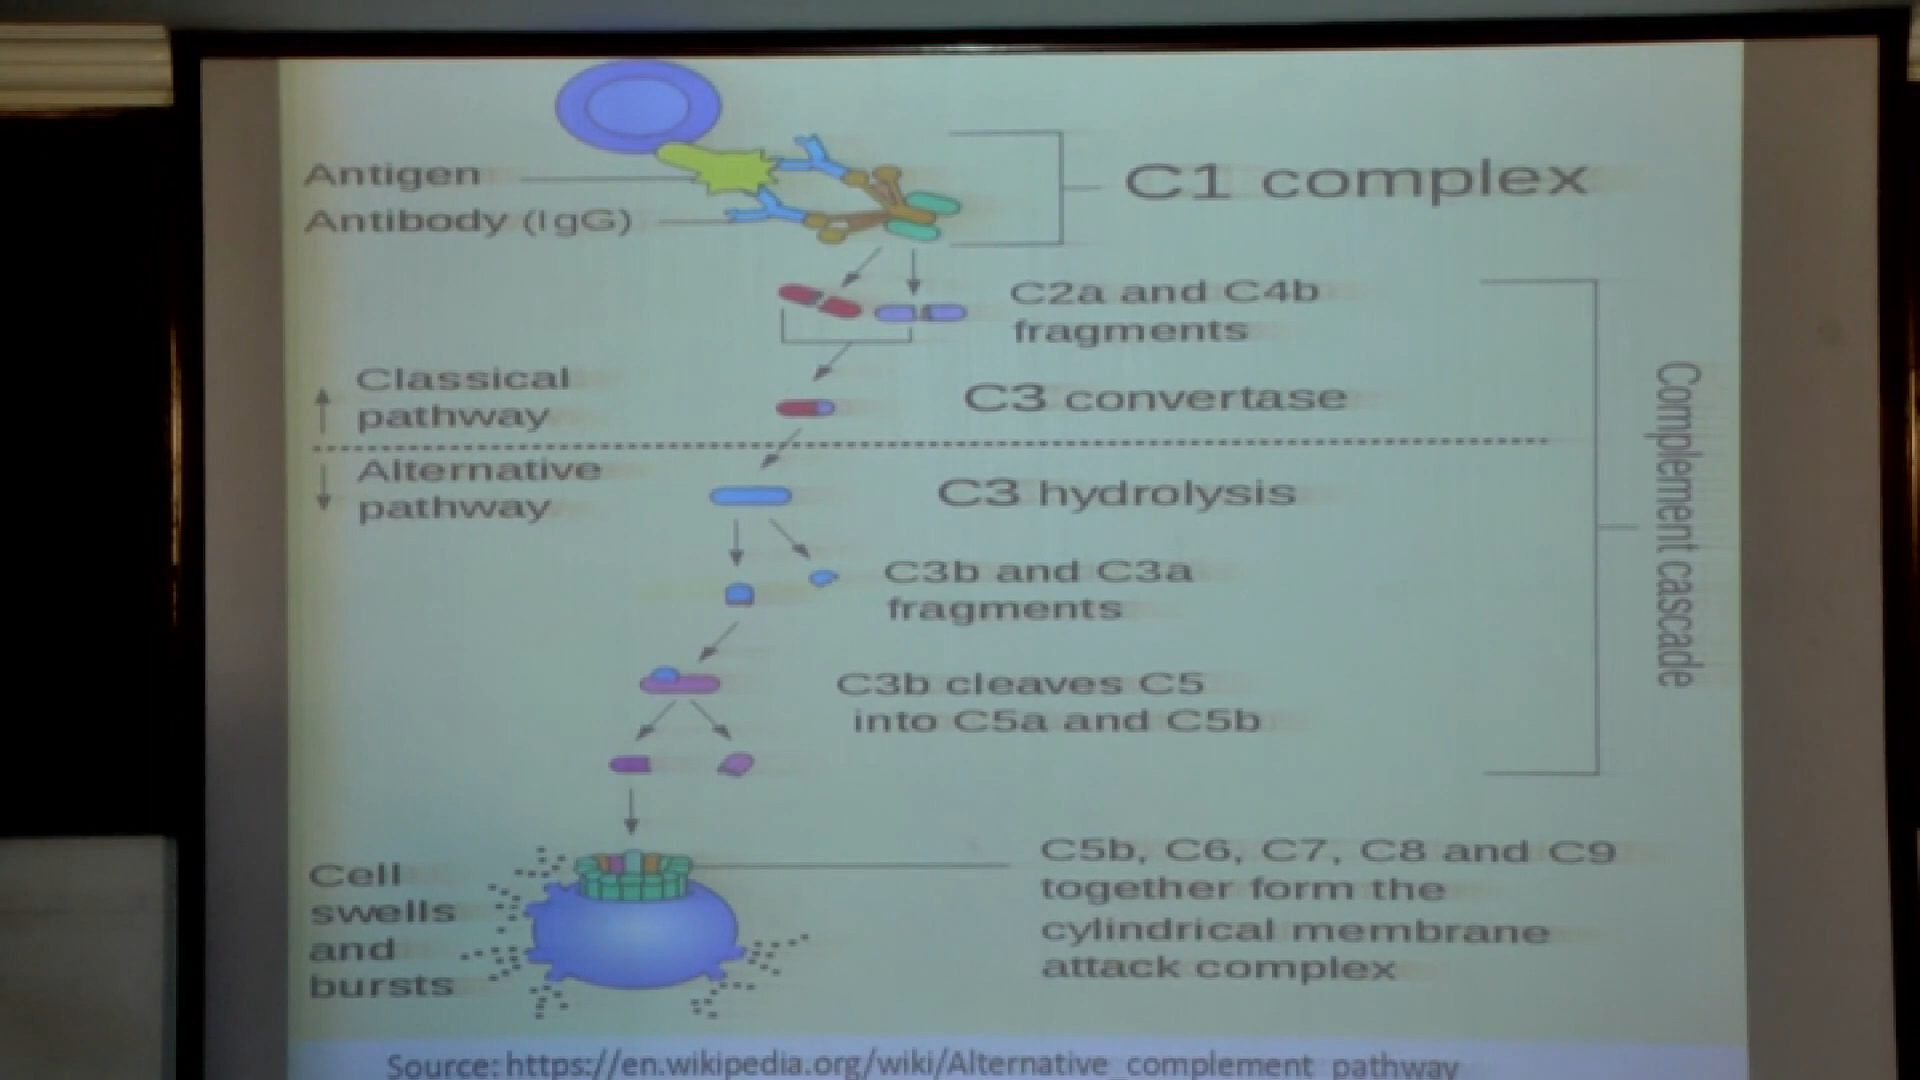 Antigen
Antibody (IgG)
C1 complex
C2a and C4b
fragments
Classical
pathway
C3 convertase
Alternative
pathway
C3 hydrolysis
C3b and C3a
fragments
C3b cleaves C5
into C5a and C5b
Complement cascade
Cell
swells
and
bursts
C5b, C6, C7, C8 and C9
together form the
cylindrical membrane
attack complex
Source: https://en.wikipedia.org/wiki/Alternative_complement_pathway